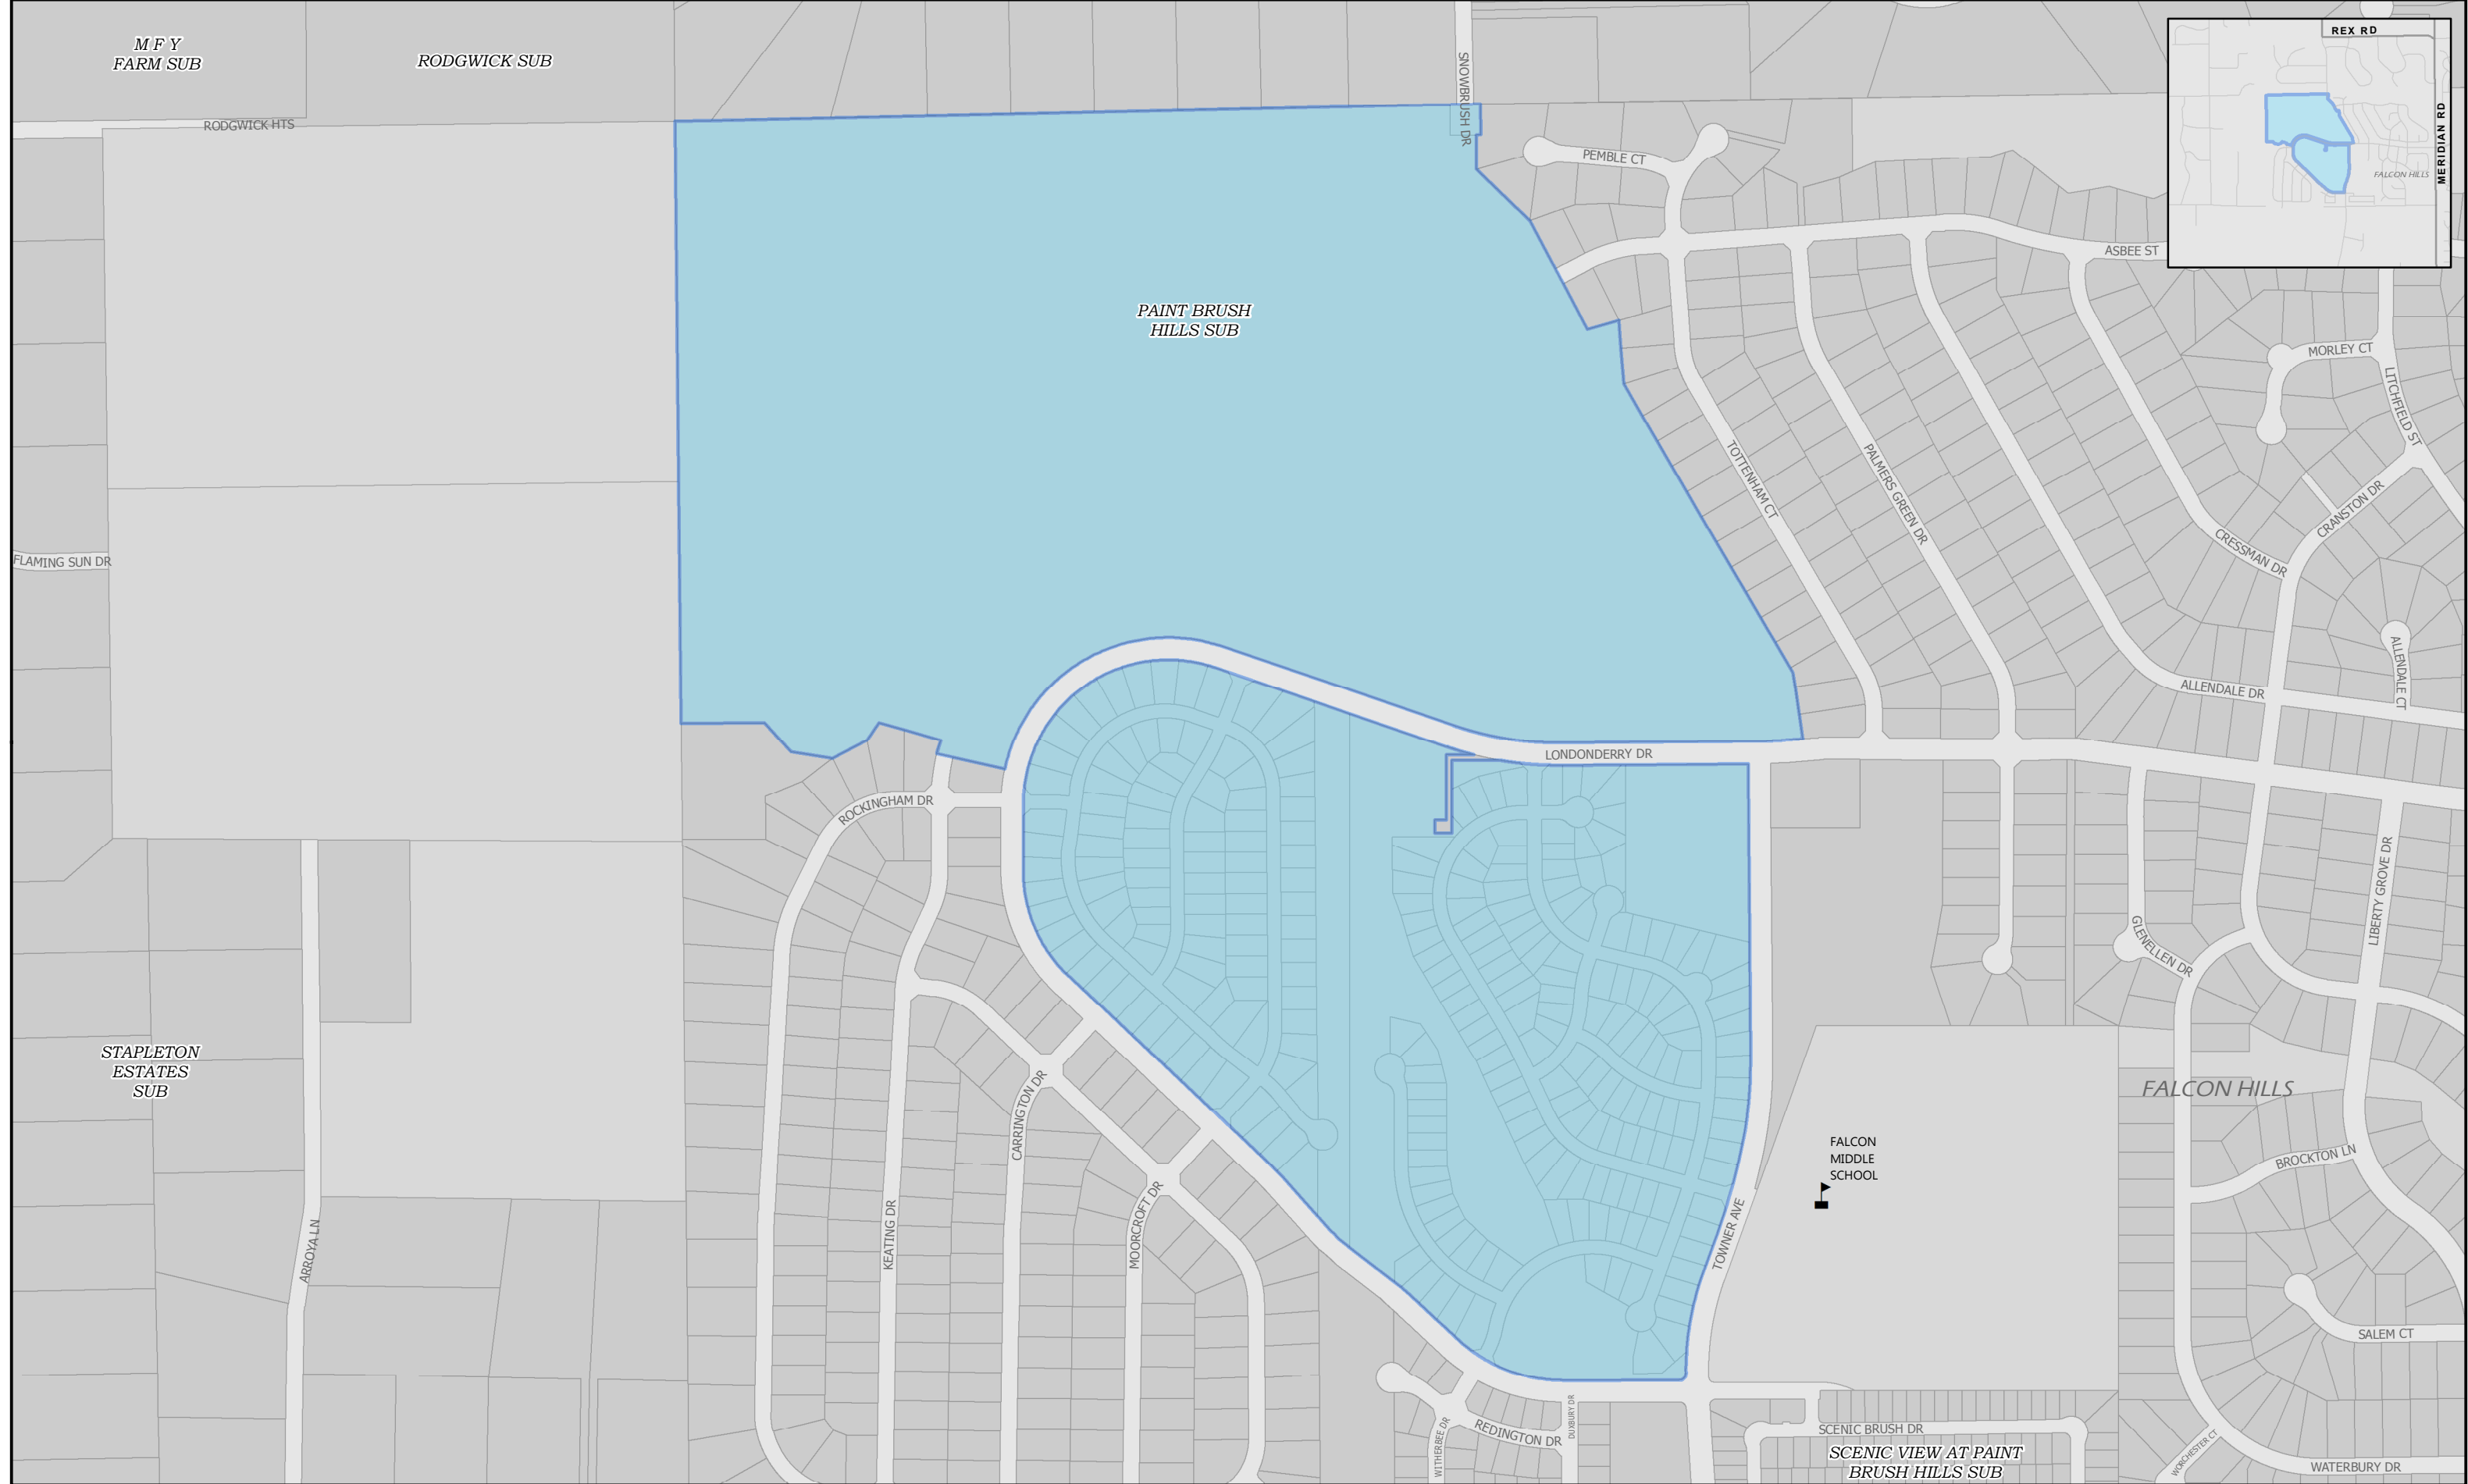 M F Y
FARM SUB
RODGWICK SUB
RODGWICK HTS
SNOWBRUSH DR
REX RD
MERIDIAN RD
FALCON HILLS
PEMBLE CT
ASBEE ST
PAINT BRUSH
HILLS SUB
MORLEY CT
LITCHFIELD ST
TOTTENHAM CT
PALMERS GREEN DR
CRANSTON DR
CRESSMAN DR
FLAMING SUN DR
ALLENDALE CT
ALLENDALE DR
LONDONDERRY DR
ROCKINGHAM DR
LIBERTY GROVE DR
GLENELLEN DR
STAPLETON
ESTATES
SUB
FALCON HILLS
CARRINGTON DR
FALCON
MIDDLE
SCHOOL
BROCKTON LN
MOORCROFT DR
KEATING DR
ARROYA LN
TOWNER AVE
SALEM CT
DUXBURY DR
REDINGTON DR
WITHERBEE DR
SCENIC BRUSH DR
SCENIC VIEW AT PAINT
BRUSH HILLS SUB
WORCHESTER CT
WATERBURY DR